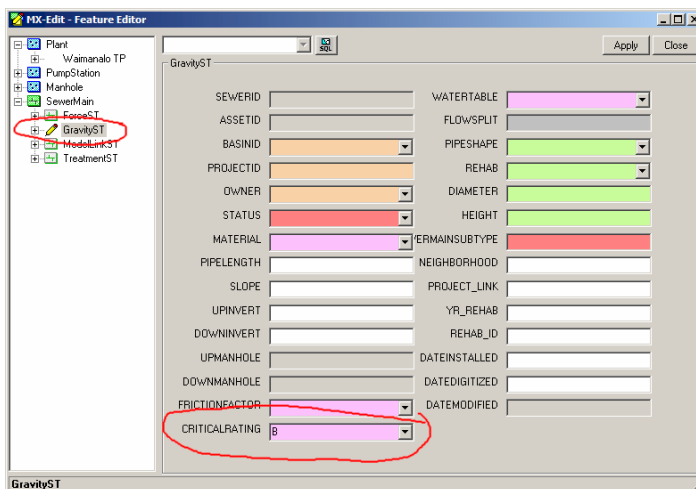 MX-Edit - Feature Editor
Plant
Waimanalo TP
PumpStation
Manhole
SewerMain
ForceST
GravityST
ModelLinkST
TreatmentST
SQL
Apply
Close
GravityST
SEWERID
ASSETID
BASINID
PROJECTID
OWNER
STATUS
MATERIAL
PIPELENGTH
SLOPE
UPINVERT
DOWNINVERT
UPMANHOLE
DOWNMANHOLE
FRICTIONFACTOR
CRITICALRATING B
WATERTABLE
FLOWSPLIT
PIPESHAPE
REHAB
DIAMETER
HEIGHT
ERMAINSUBTYPE
NEIGHBORHOOD
PROJECT_LINK
YR_REHAB
REHAB_ID
DATEINSTALLED
DATEDIGITIZED
DATEMODIFIED
GravityST